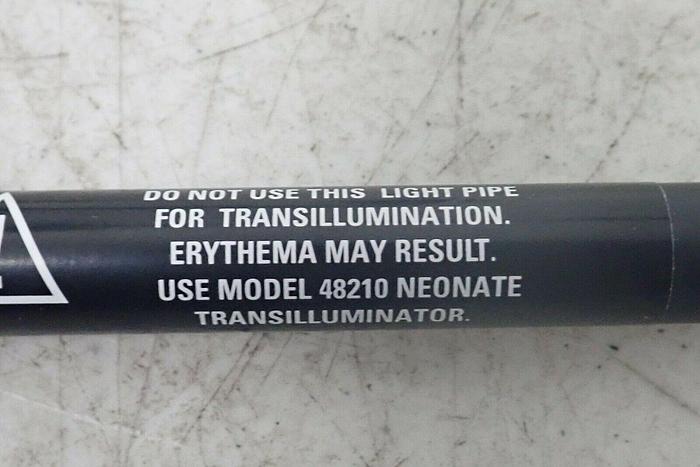 DO NOT USE THIS LIGHT PIPE
FOR TRANSILLUMINATION.
ERYTHEMA MAY RESULT.
USE MODEL 48210 NEONATE
TRANSILLUMINATOR.